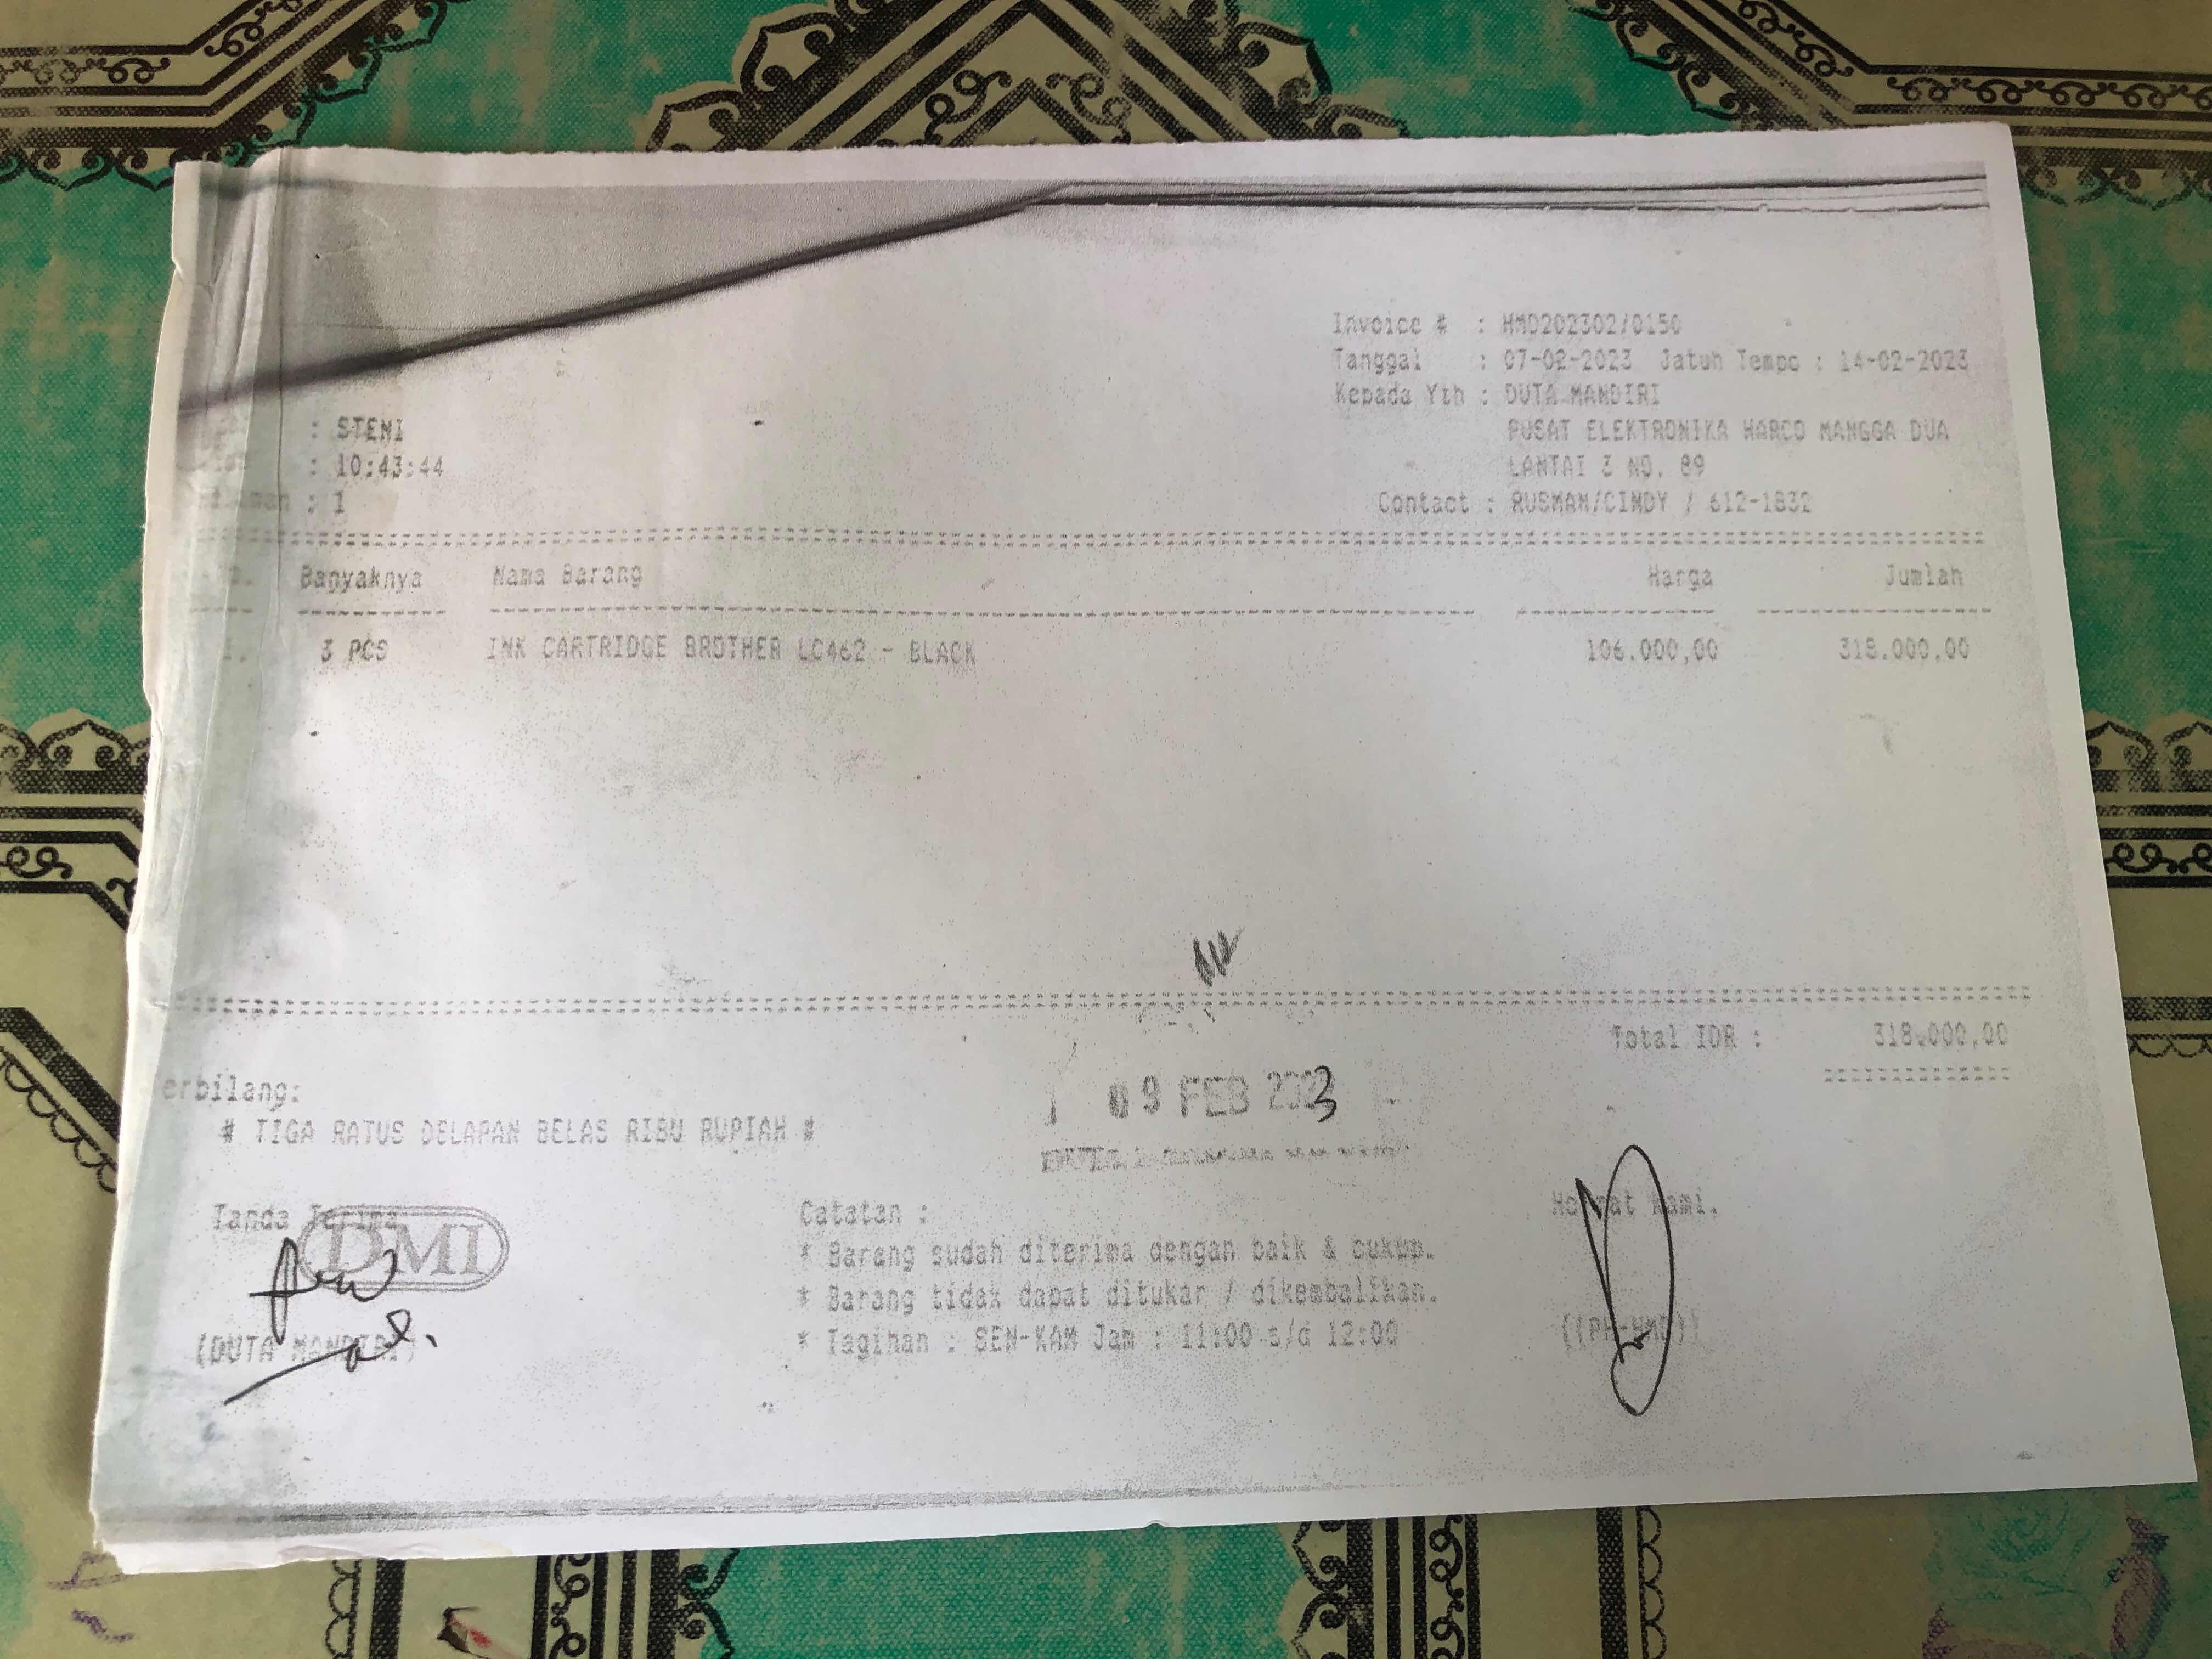 Invoice # : HMD202302/0150
Tanggal : 07-02-2023 Jatuh Tempo : 14-02-2023
Kepada Yth : DUTA MANDIRI
: STENI
PUSAT ELEKTRONIKA HARCO MANGGA DUA
: 10:43:44
LANTAI 3 NO. 89
: 1
Contact : RUSMAN/CINDY / 612-1832
Banyaknya Nama Barang Harga Jumlah
1. 3 PCS INK CARTRIDGE BROTHER LC462 - BLACK 106.000,00 318.000,00
Total IDR : 318.000,00
erbilang:
09 FEB 2023
# TIGA RATUS DELAPAN BELAS RIBU RUPIAH #
Tanda Terima
DMI
Catatan :
Hormat Kami.
* Barang sudah diterima dengan baik & cukup.
* Barang tidak dapat ditukar / dikembalikan.
* Tagihan : SEN-KAM Jam : 11:00 s/d 12:00
(DUTA MANDIRI)